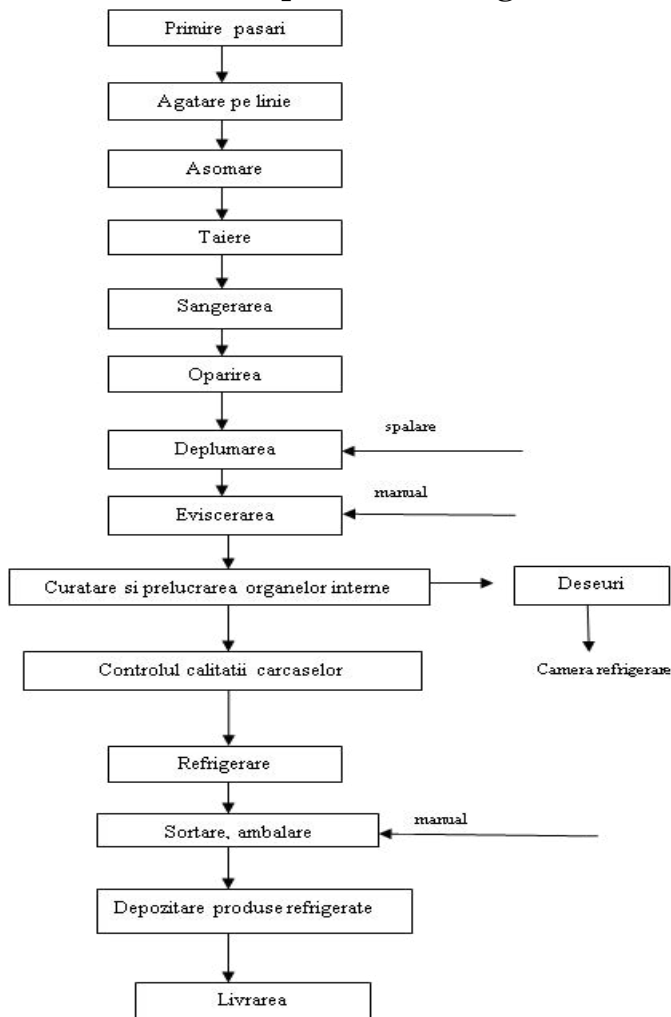 Primire pasari
Agatare pe linie
Asomare
Taiere
Sangerarea
Oparirea
spalare
Deplumarea
manual
Eviscerarea
Curatare si prelucrarea organelor interne
Deseuri
Controlul calitatii carcaselor
Camera refrigerare
Refrigerare
manual
Sortare, ambalare
Depozitare produse refrigerate
Livrarea